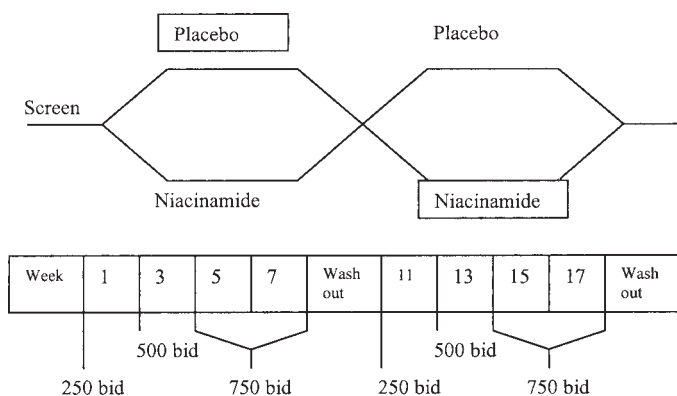 Placebo Placebo
Screen
Niacinamide Niacinamide
Week 1 3 5 7 Wash out 11 13 15 17 Wash out
500 bid 500 bid
250 bid 750 bid 250 bid 750 bid